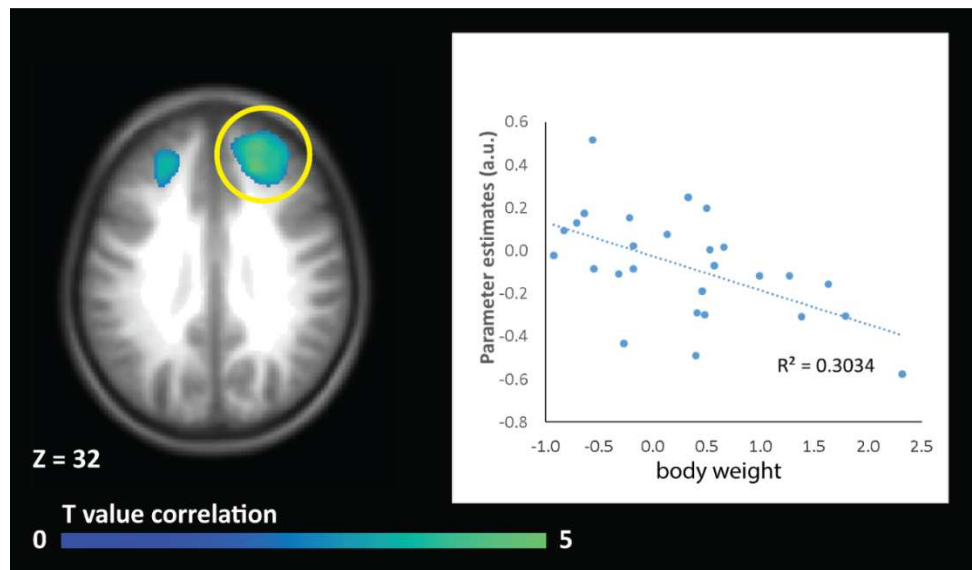 Z = 32
T value correlation
0 5
Parameter estimates (a.u.)
0.6
0.4
0.2
0.0
-0.2
-0.4
-0.6
-0.8
R² = 0.3034
-1.0 -0.5 0.0 0.5 1.0 1.5 2.0 2.5
body weight